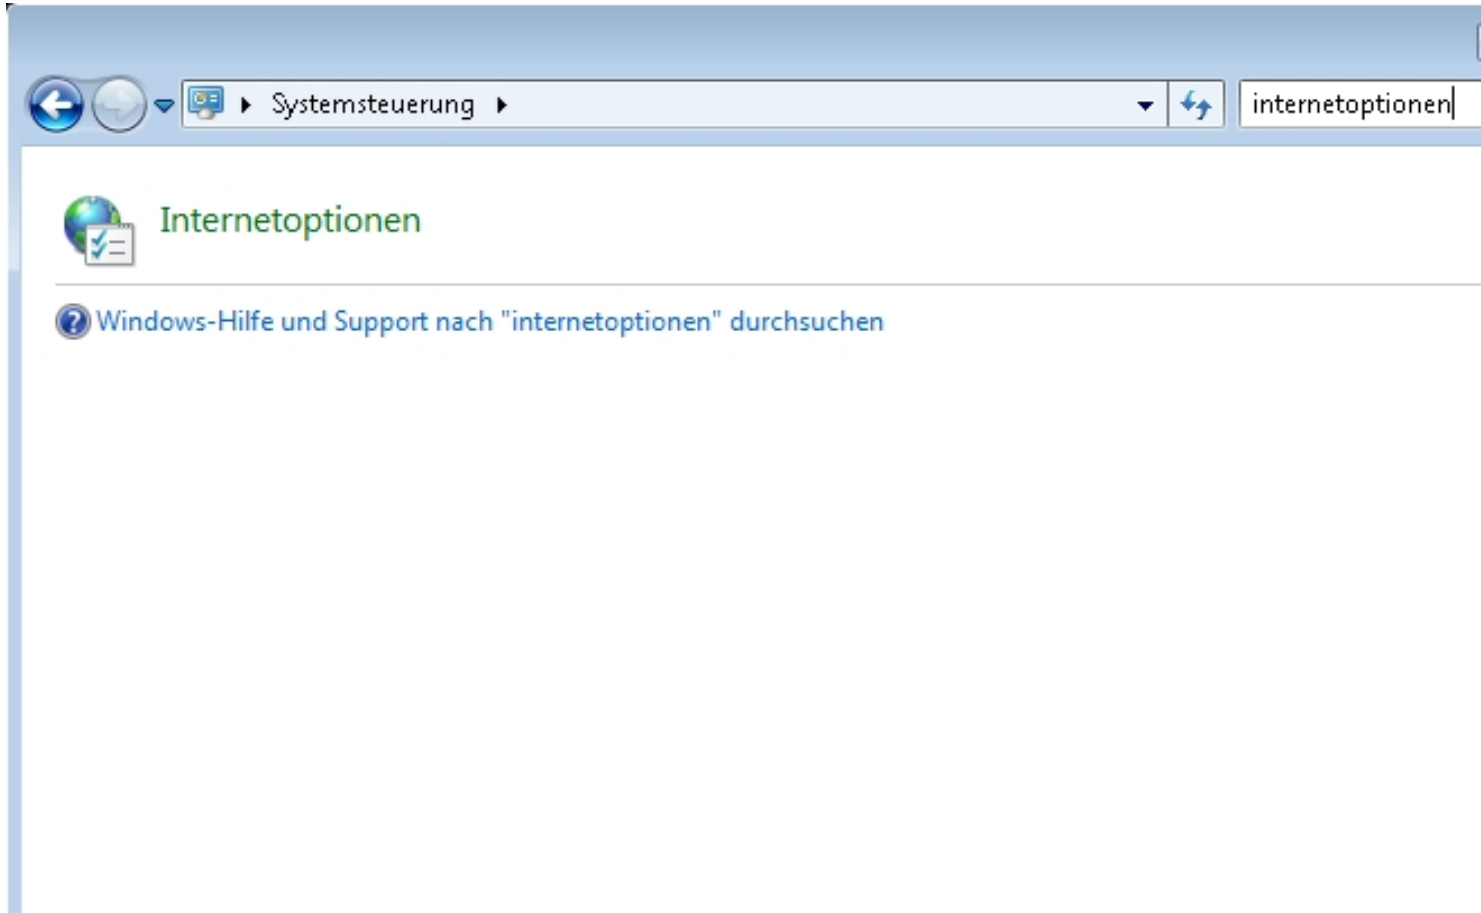 Systemsteuerung
internetoptionen
Internetoptionen
Windows-Hilfe und Support nach "internetoptionen" durchsuchen